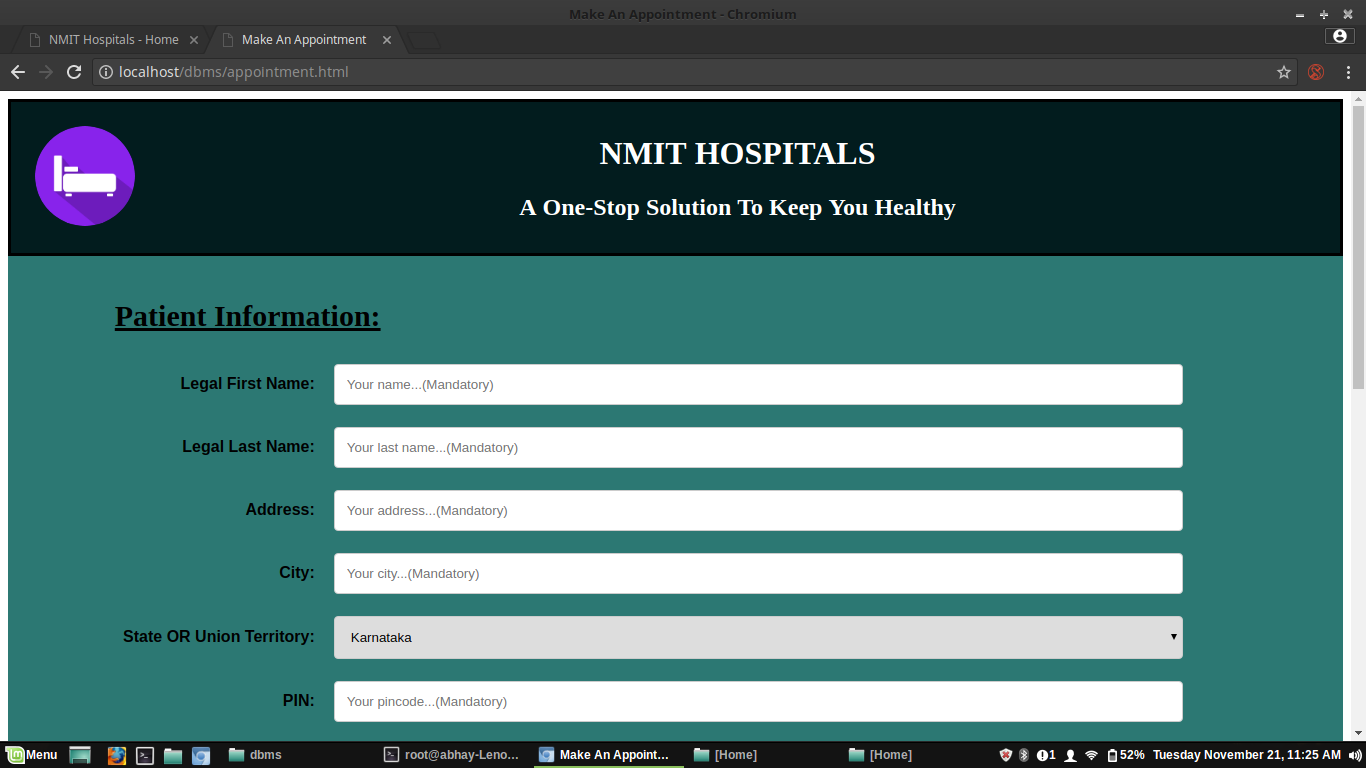 Make An Appointment - Chromium
NMIT Hospitals - Home
Make An Appointment
localhost/dbms/appointment.html
NMIT HOSPITALS
A One-Stop Solution To Keep You Healthy
Patient Information:
Legal First Name:
Your name...(Mandatory)
Legal Last Name:
Your last name...(Mandatory)
Address:
Your address...(Mandatory)
City:
Your city...(Mandatory)
State OR Union Territory:
Karnataka
PIN:
Your pincode...(Mandatory)
Menu
dbms
root@abhay-Leno...
Make An Appoint...
[Home]
[Home]
1
52%
Tuesday November 21, 11:25 AM